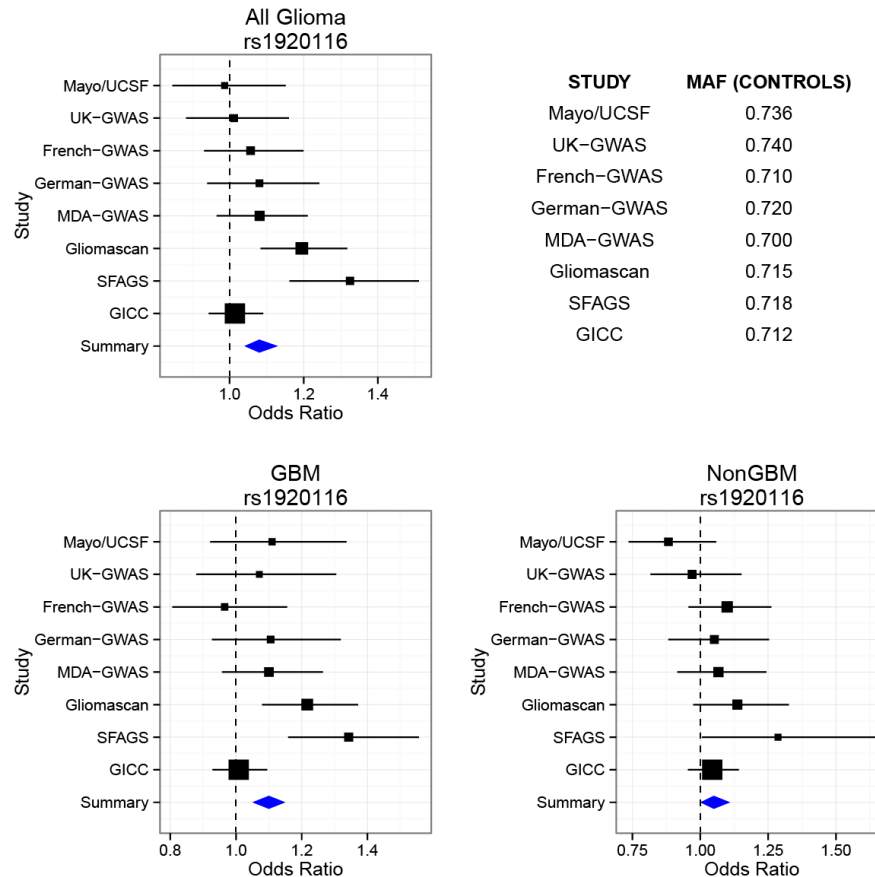 All Glioma
rs1920116
Study
Mayo/UCSF
UK−GWAS
French−GWAS
German−GWAS
MDA−GWAS
Gliomascan
SFAGS
GICC
Summary
1.0 1.2 1.4
Odds Ratio
STUDY MAF (CONTROLS)
Mayo/UCSF 0.736
UK−GWAS 0.740
French−GWAS 0.710
German−GWAS 0.720
MDA−GWAS 0.700
Gliomascan 0.715
SFAGS 0.718
GICC 0.712
GBM
rs1920116
Study
Mayo/UCSF
UK−GWAS
French−GWAS
German−GWAS
MDA−GWAS
Gliomascan
SFAGS
GICC
Summary
0.8 1.0 1.2 1.4
Odds Ratio
NonGBM
rs1920116
Study
Mayo/UCSF
UK−GWAS
French−GWAS
German−GWAS
MDA−GWAS
Gliomascan
SFAGS
GICC
Summary
0.75 1.00 1.25 1.50
Odds Ratio